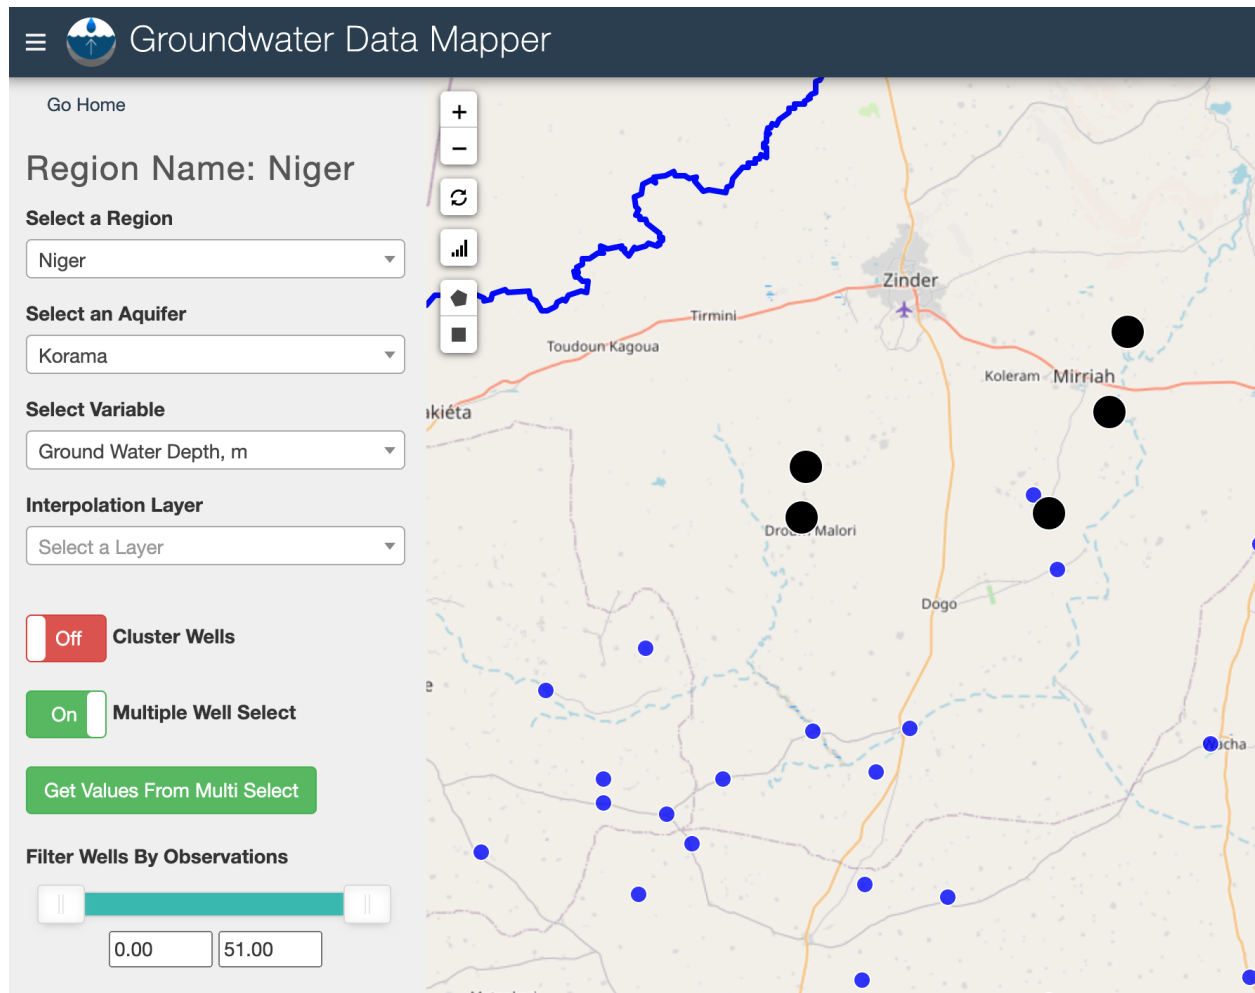 Groundwater Data Mapper
Go Home
Region Name: Niger
Select a Region
Niger
Select an Aquifer
Korama
Select Variable
Ground Water Depth, m
Interpolation Layer
Select a Layer
Off Cluster Wells
On Multiple Well Select
Get Values From Multi Select
Filter Wells By Observations
0.00 51.00
+
−
Zinder
Tirmini
Toudoun Kagoua
Koleram Mirriah
akiéta
Malori
Dogo